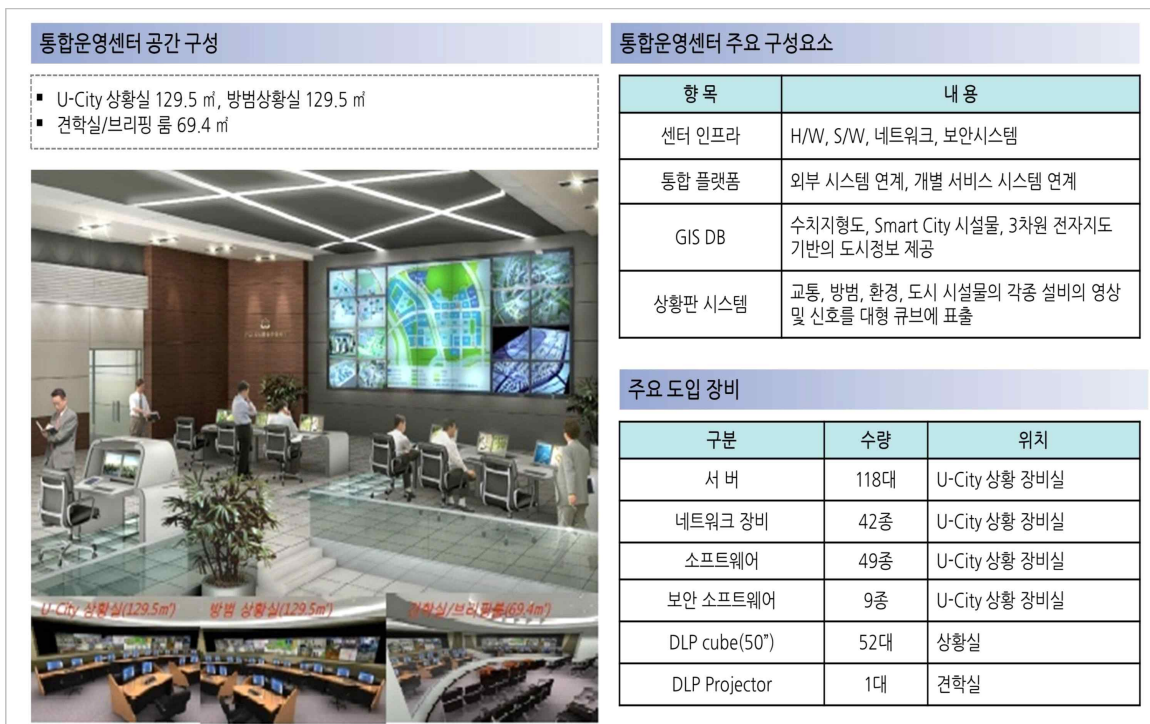 통합운영센터 공간 구성
▪ U-City 상황실 129.5 ㎡, 방범상황실 129.5 ㎡
▪ 견학실/브리핑 룸 69.4 ㎡
U-City 상황실(129.5㎡)
방범 상황실(129.5㎡)
견학실/브리핑룸(69.4㎡)
통합운영센터 주요 구성요소
향 목 내 용
센터 인프라 H/W, S/W, 네트워크, 보안시스템
통합 플랫폼 외부 시스템 연계, 개별 서비스 시스템 연계
GIS DB 수치지형도, Smart City 시설물, 3차원 전자지도
기반의 도시정보 제공
상황판 시스템 교통, 방범, 환경, 도시 시설물의 각종 설비의 영상
및 신호를 대형 큐브에 표출
주요 도입 장비
구분 수량 위치
서 버 118대 U-City 상황 장비실
네트워크 장비 42종 U-City 상황 장비실
소프트웨어 49종 U-City 상황 장비실
보안 소프트웨어 9종 U-City 상황 장비실
DLP cube(50”) 52대 상황실
DLP Projector 1대 견학실